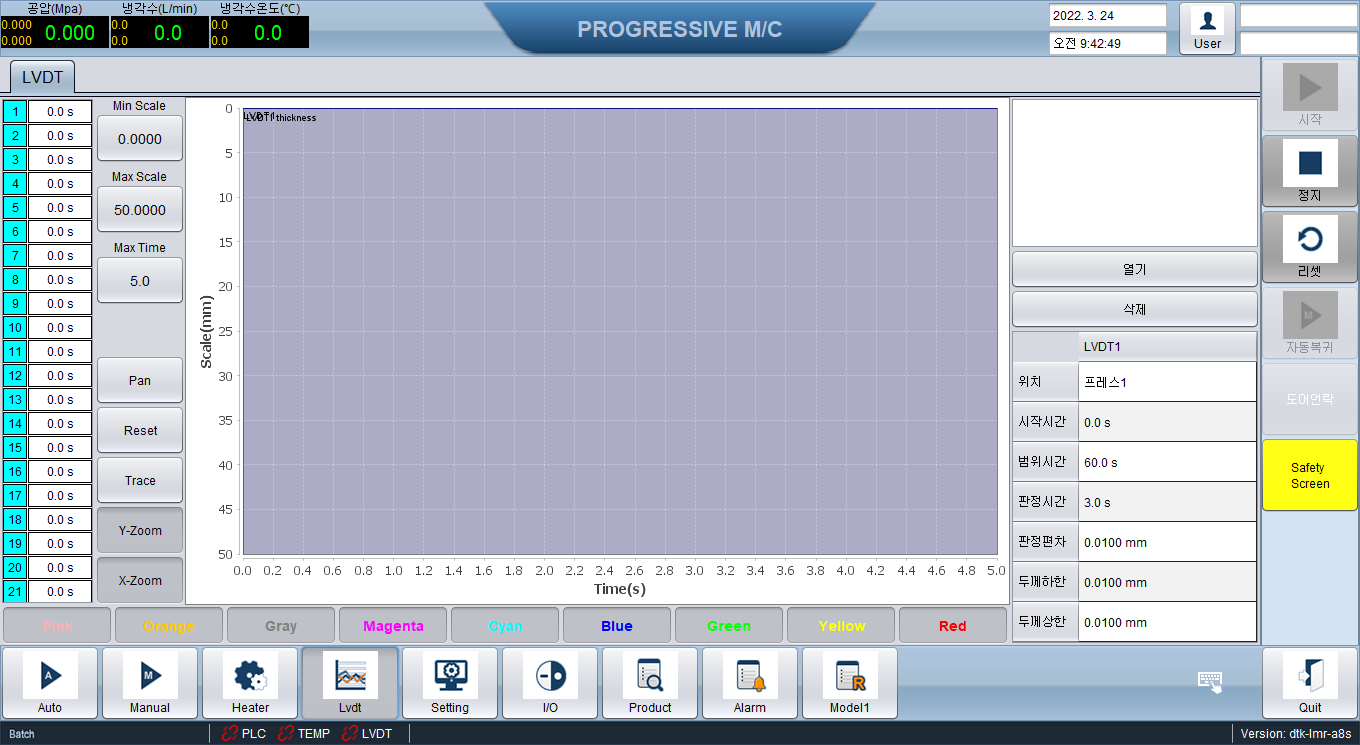 공압(Mpa) 냉각수(L/min) 냉각수온도(℃)
0.000 0.000 0.0 0.0 0.0 0.0
0.000 0.0 0.0
PROGRESSIVE M/C
2022. 3. 24
오전 9:42:49
User
LVDT
1 0.0 s
2 0.0 s
3 0.0 s
4 0.0 s
5 0.0 s
6 0.0 s
7 0.0 s
8 0.0 s
9 0.0 s
10 0.0 s
11 0.0 s
12 0.0 s
13 0.0 s
14 0.0 s
15 0.0 s
16 0.0 s
17 0.0 s
18 0.0 s
19 0.0 s
20 0.0 s
21 0.0 s
Min Scale
0.0000
Max Scale
50.0000
Max Time
5.0
Pan
Reset
Trace
Y-Zoom
X-Zoom
LVDT1 thickness
Scale(mm)
0
5
10
15
20
25
30
35
40
45
50
0.0 0.2 0.4 0.6 0.8 1.0 1.2 1.4 1.6 1.8 2.0 2.2 2.4 2.6 2.8 3.0 3.2 3.4 3.6 3.8 4.0 4.2 4.4 4.6 4.8 5.0
Time(s)
열기
삭제
LVDT1
위치 프레스1
시작시간 0.0 s
범위시간 60.0 s
판정시간 3.0 s
판정편차 0.0100 mm
두께하한 0.0100 mm
두께상한 0.0100 mm
시작
정지
리셋
M
자동복귀
도어언락
Safety
Screen
Pink Orange Gray Magenta Cyan Blue Green Yellow Red
A M R
Auto Manual Heater Lvdt Setting I/O Product Alarm Model1 Quit
Batch PLC TEMP LVDT Version: dtk-lmr-a8s